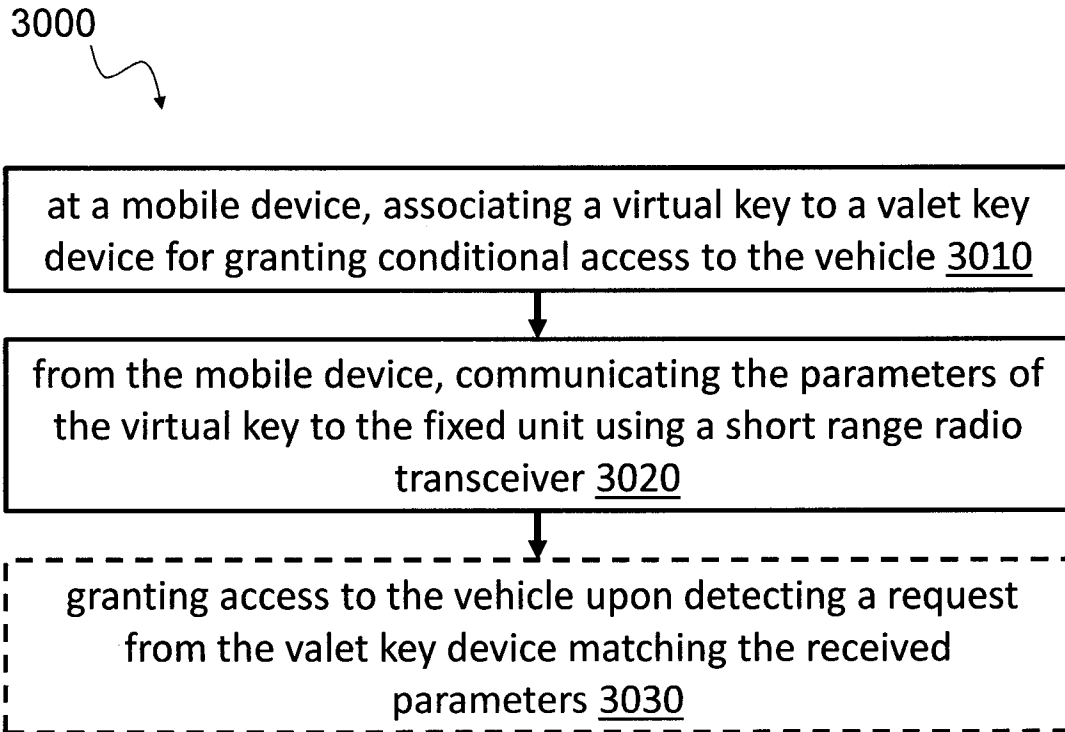 3000
at a mobile device, associating a virtual key to a valet key
device for granting conditional access to the vehicle 3010
from the mobile device, communicating the parameters of
the virtual key to the fixed unit using a short range radio
transceiver 3020
granting access to the vehicle upon detecting a request
from the valet key device matching the received
parameters 3030